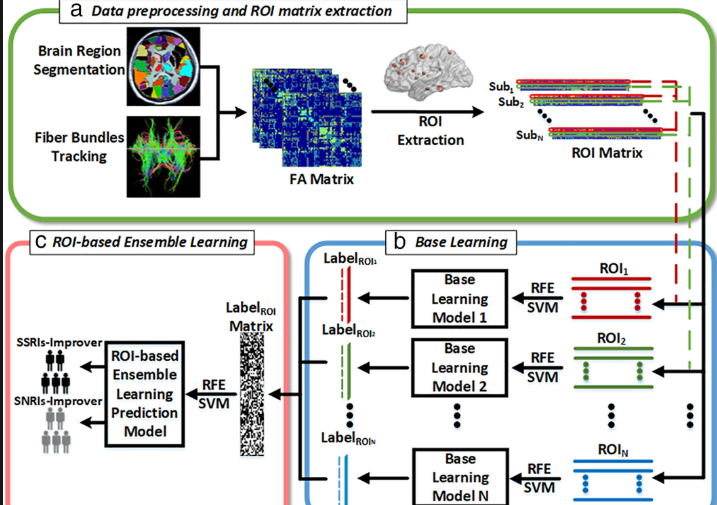 a Data preprocessing and ROI matrix extraction
Brain Region
Segmentation
Fiber Bundles
Tracking
FA Matrix
ROI
Extraction
Sub1
Sub2
SubN
ROI Matrix
c ROI-based Ensemble Learning
SSRIs-Improver
SNRIs-Improver
ROI-based
Ensemble
Learning
Prediction
Model
RFE
SVM
LabelROI
Matrix
b Base Learning
LabelROI1
Base
Learning
Model 1
RFE
SVM
ROI1
LabelROI2
Base
Learning
Model 2
RFE
SVM
ROI2
LabelROIN
Base
Learning
Model N
RFE
SVM
ROIN